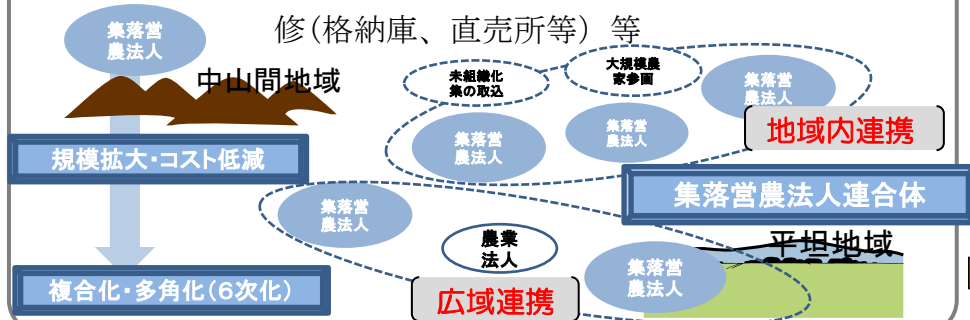 修(格納庫、直売所等) 等
集落営
農法人
中山間地域
未組織化
集の取込
大規模農
家参画
集落営
農法人
集落営
農法人
集落営
農法人
地域内連携
規模拡大・コスト低減
集落営農法人連合体
集落営
農法人
農業
法人
平坦地域
集落営
農法人
複合化・多角化(6次化)
広域連携